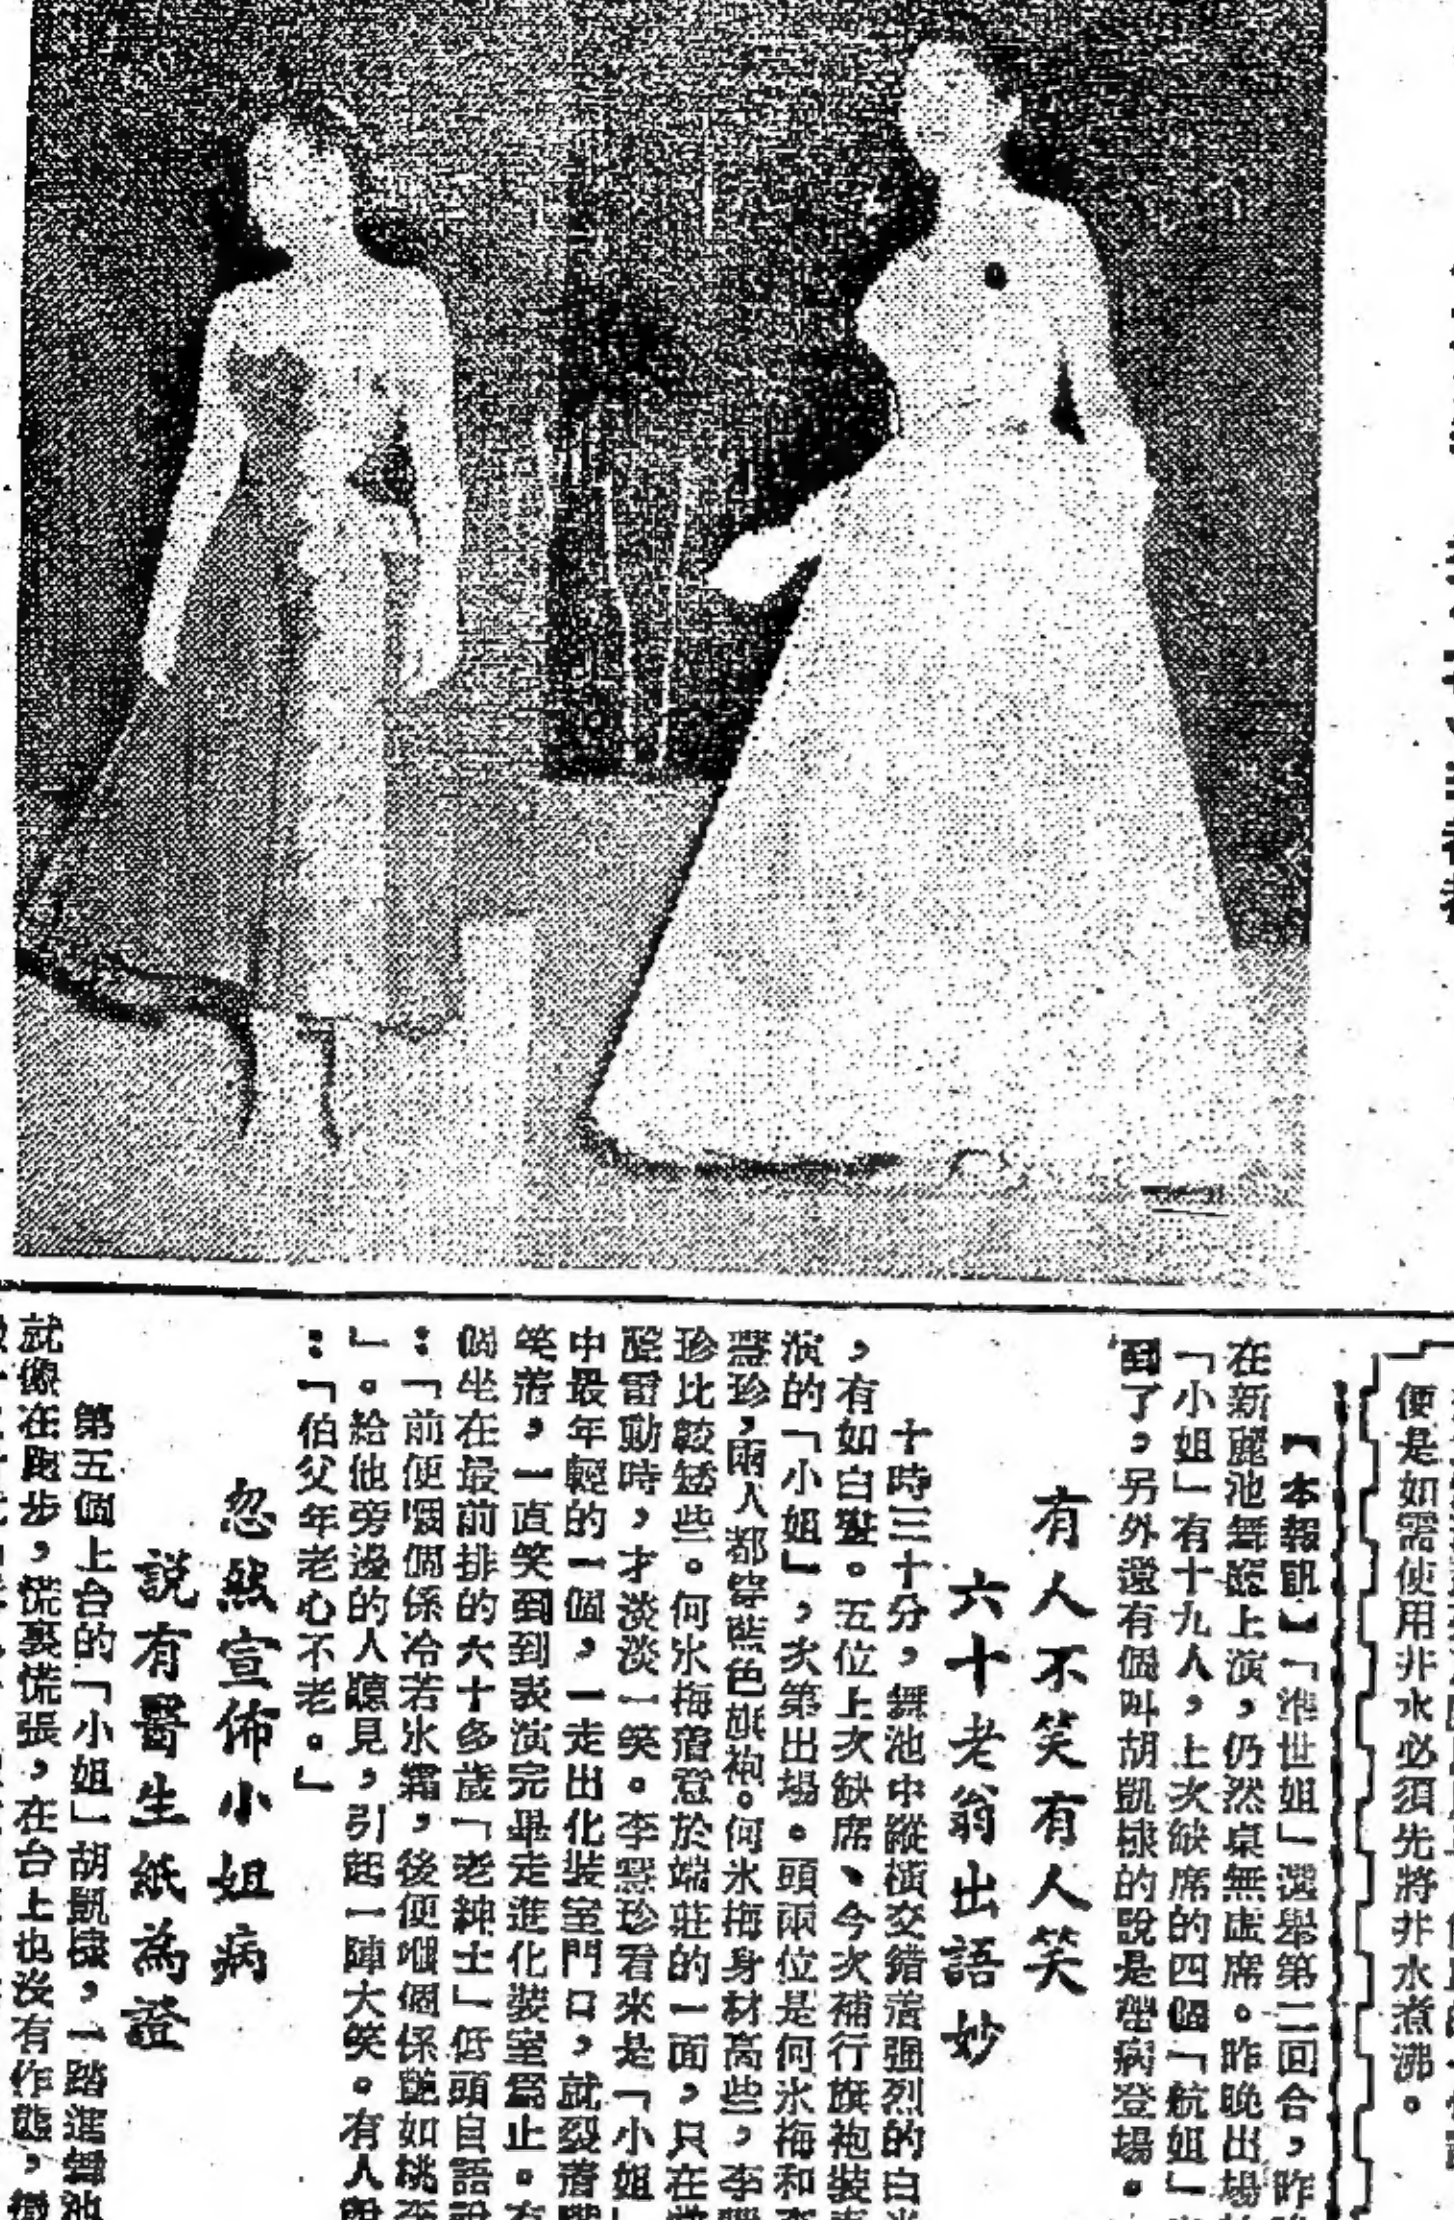 便是如需使用非水必須先將非水煮沸。
【本報訊】「準世姐」選舉第二回合,昨
在新麗池舞廳上演,仍然桌無虛席。昨晚出場
「小姐」有十九人,上次缺席的四個「航姐」
到了,另外還有個叫胡凱棣的說是帶病登場。
有人不笑有人笑
六十老翁出語妙
十時三十分,舞池中縱橫交錯着强烈的白
,有如白晝。五位上次缺席、今次補行旗袍裝
演的「小姐」,次第出場。頭兩位是何氷梅和李
慧珍,兩人都穿藍色旗袍。何氷梅身材高些,李
珍比較矮些。何氷梅着意於端莊的一面,只在
聲雷動時,才淡淡一笑。李慧珍看來是「小姐」
中最年輕的一個,一走出化裝室門口,就裂着
笑着,一直笑到到表演完畢走進化裝室爲止。有
個坐在最前排的六十多歲「老紳士」低頭自語說
:「前便嗰個係冷若氷霜,後便嗰個係艷如桃李
」。給他旁邊的人聽見,引起一陣大笑。有人說
:「伯父年老心不老。」
忽然宣佈小姐病
説有醫生紙為證
第五個上台的「小姐」胡凱棣,一踏進舞池
就像在跑步,慌裏慌張,在台上也沒有作態,